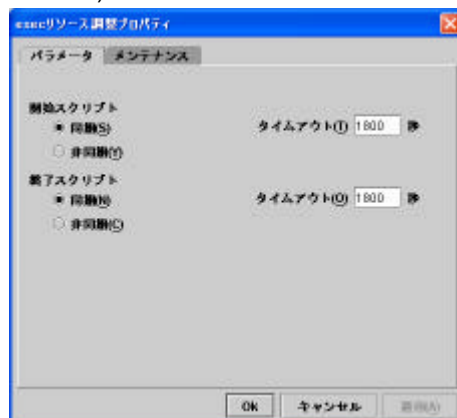 execリソース調整プロパティ
パラメータ メンテナンス
開始スクリプト
同期(S) タイムアウト(T) 1800 秒
非同期(Y)
終了スクリプト
同期(N) タイムアウト(O) 1800 秒
非同期(C)
Ok キャンセル 適用(A)